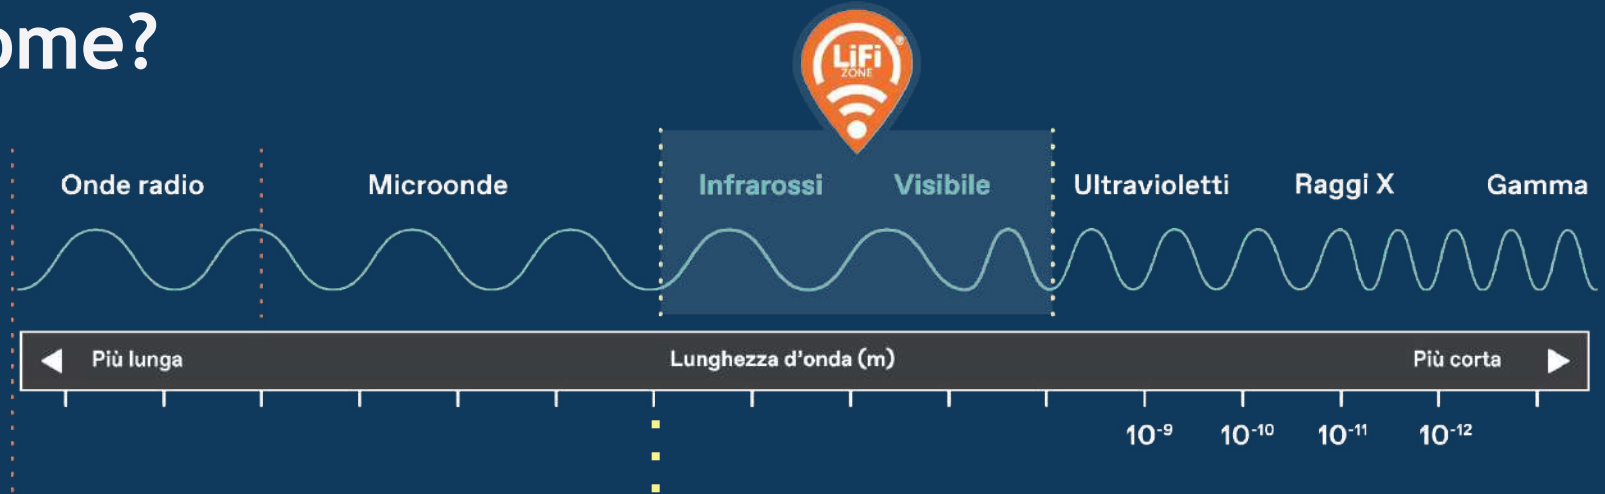 ome?
LiFi®
ZONE
Onde radio Microonde Infrarossi Visibile Ultravioletti Raggi X Gamma
Più lunga Lunghezza d'onda (m) Più corta
10⁻⁹ 10⁻¹⁰ 10⁻¹¹ 10⁻¹²